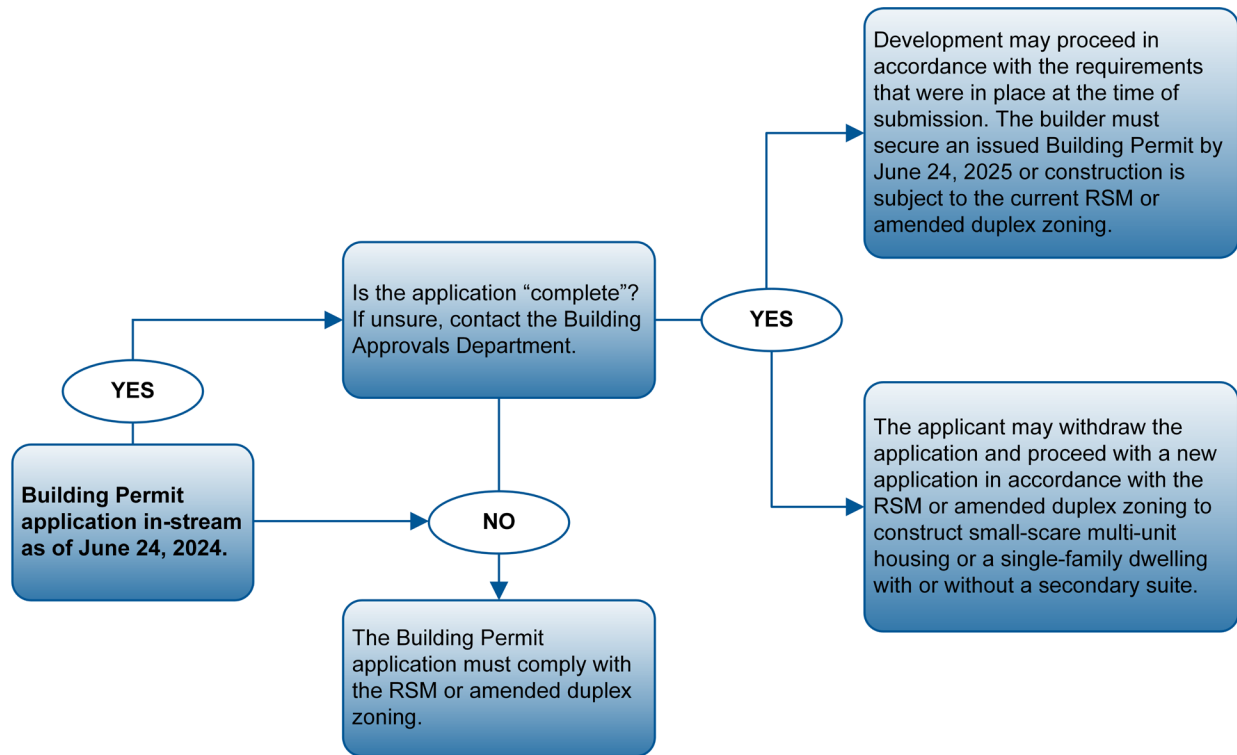 Building Permit
application in-stream
as of June 24, 2024.
YES
Is the application “complete”?
If unsure, contact the Building
Approvals Department.
NO
The Building Permit
application must comply with
the RSM or amended duplex
zoning.
YES
Development may proceed in
accordance with the requirements
that were in place at the time of
submission. The builder must
secure an issued Building Permit by
June 24, 2025 or construction is
subject to the current RSM or
amended duplex zoning.
The applicant may withdraw the
application and proceed with a new
application in accordance with the
RSM or amended duplex zoning to
construct small-scare multi-unit
housing or a single-family dwelling
with or without a secondary suite.